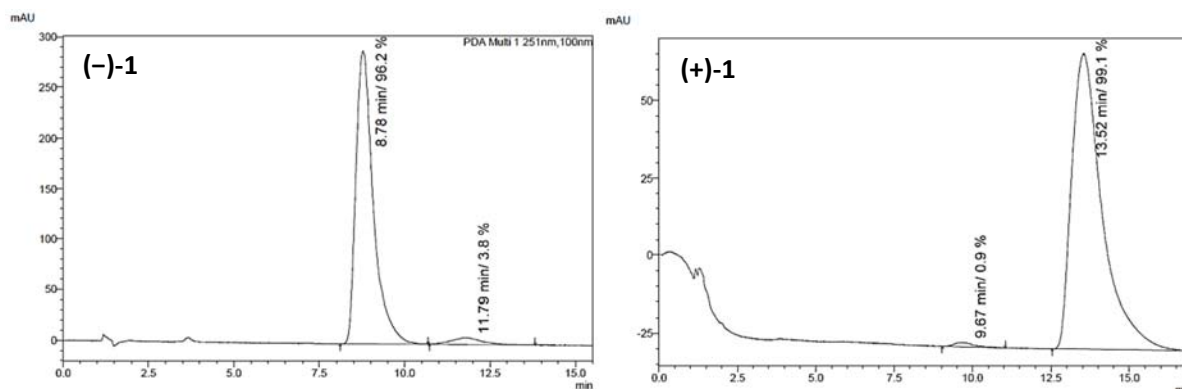 mAU
300
250
200
150
100
50
0
(−)-1
PDA Multi 1 251nm,100nm
8.78 min/ 96.2 %
11.79 min/ 3.8 %
0.0 2.5 5.0 7.5 10.0 12.5 15.0
min
mAU
50
25
0
-25
(+)-1
9.67 min/ 0.9 %
13.52 min/ 99.1 %
0.0 2.5 5.0 7.5 10.0 12.5 15.0